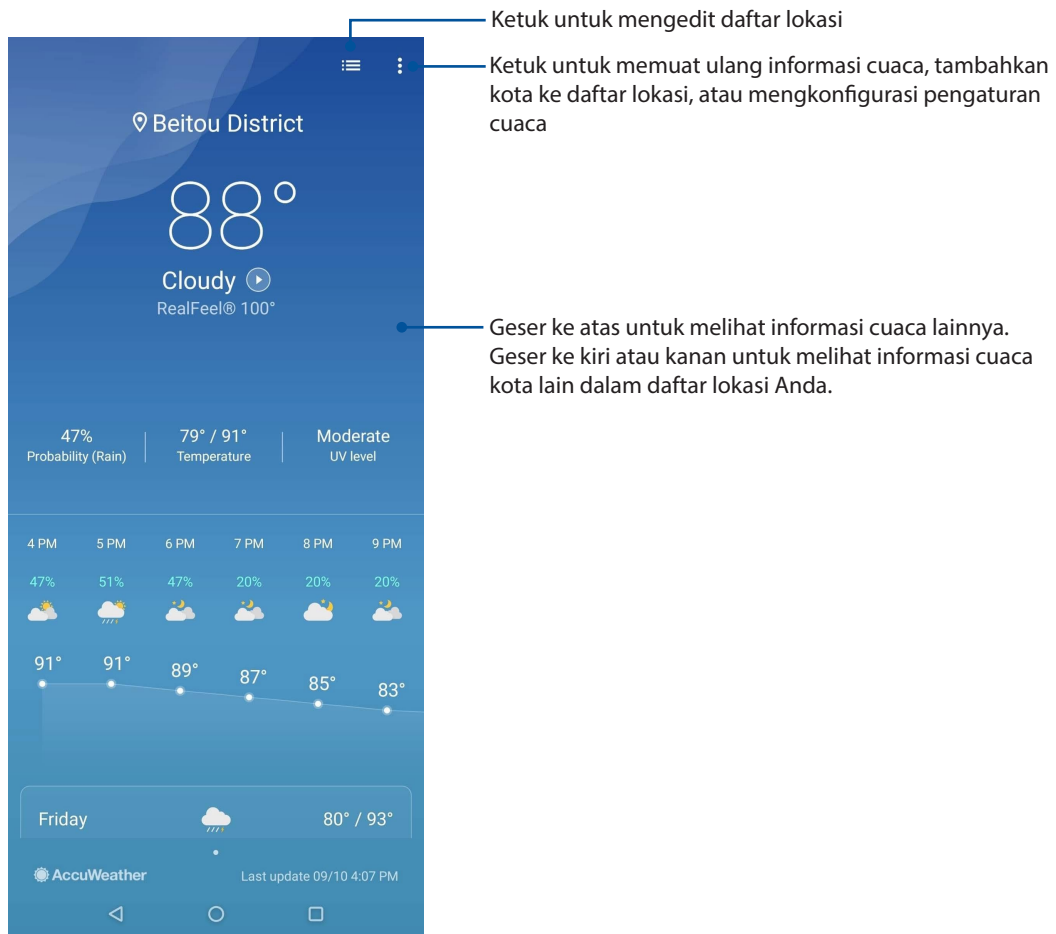 Ketuk untuk mengedit daftar lokasi
Ketuk untuk memuat ulang informasi cuaca, tambahkan
kota ke daftar lokasi, atau mengkonfigurasi pengaturan
cuaca
Beitou District
88°
Cloudy
RealFeel® 100°
Geser ke atas untuk melihat informasi cuaca lainnya.
Geser ke kiri atau kanan untuk melihat informasi cuaca
kota lain dalam daftar lokasi Anda.
47% 79° / 91° Moderate
Probability (Rain) Temperature UV level
4 PM 5 PM 6 PM 7 PM 8 PM 9 PM
47% 51% 47% 20% 20% 20%
91° 91° 89° 87° 85° 83°
Friday 80° / 93°
AccuWeather Last update 09/10 4:07 PM